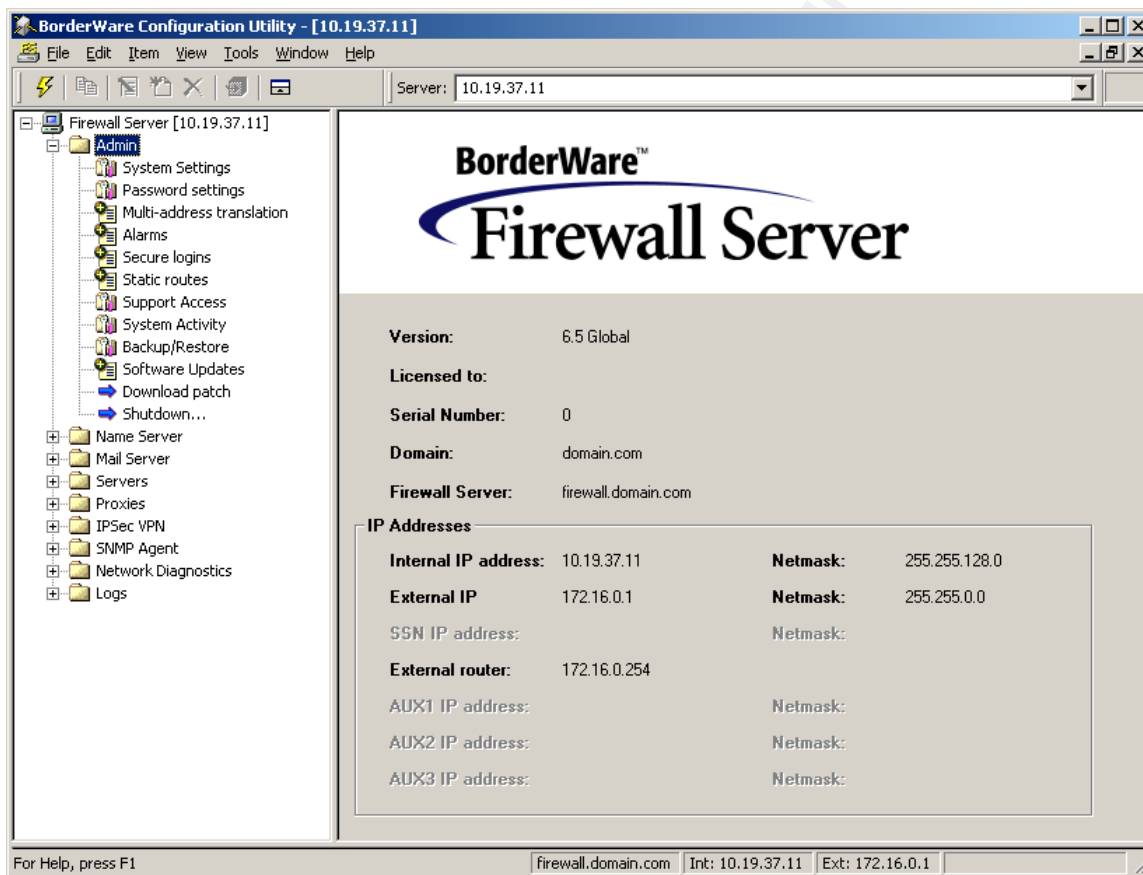 BorderWare Configuration Utility - [10.19.37.11]
File Edit Item View Tools Window Help
Server: 10.19.37.11
Firewall Server [10.19.37.11]
Admin
System Settings
Password settings
Multi-address translation
Alarms
Secure logins
Static routes
Support Access
System Activity
Backup/Restore
Software Updates
Download patch
Shutdown...
Name Server
Mail Server
Servers
Proxies
IPSec VPN
SNMP Agent
Network Diagnostics
Logs
BorderWare™
Firewall Server
Version: 6.5 Global
Licensed to:
Serial Number: 0
Domain: domain.com
Firewall Server: firewall.domain.com
IP Addresses
Internal IP address: 10.19.37.11 Netmask: 255.255.128.0
External IP 172.16.0.1 Netmask: 255.255.0.0
SSN IP address: Netmask:
External router: 172.16.0.254
AUX1 IP address: Netmask:
AUX2 IP address: Netmask:
AUX3 IP address: Netmask:
For Help, press F1 firewall.domain.com Int: 10.19.37.11 Ext: 172.16.0.1